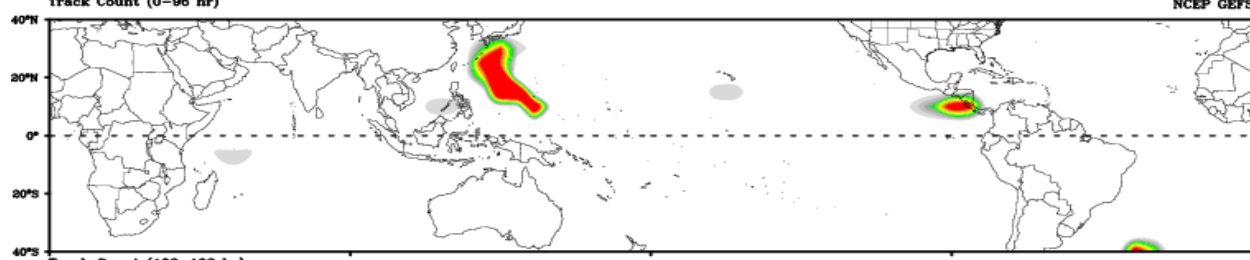 Track Count (0-96 hr)
NCEP GEFS
40°N
20°N
0°
20°S
40°S